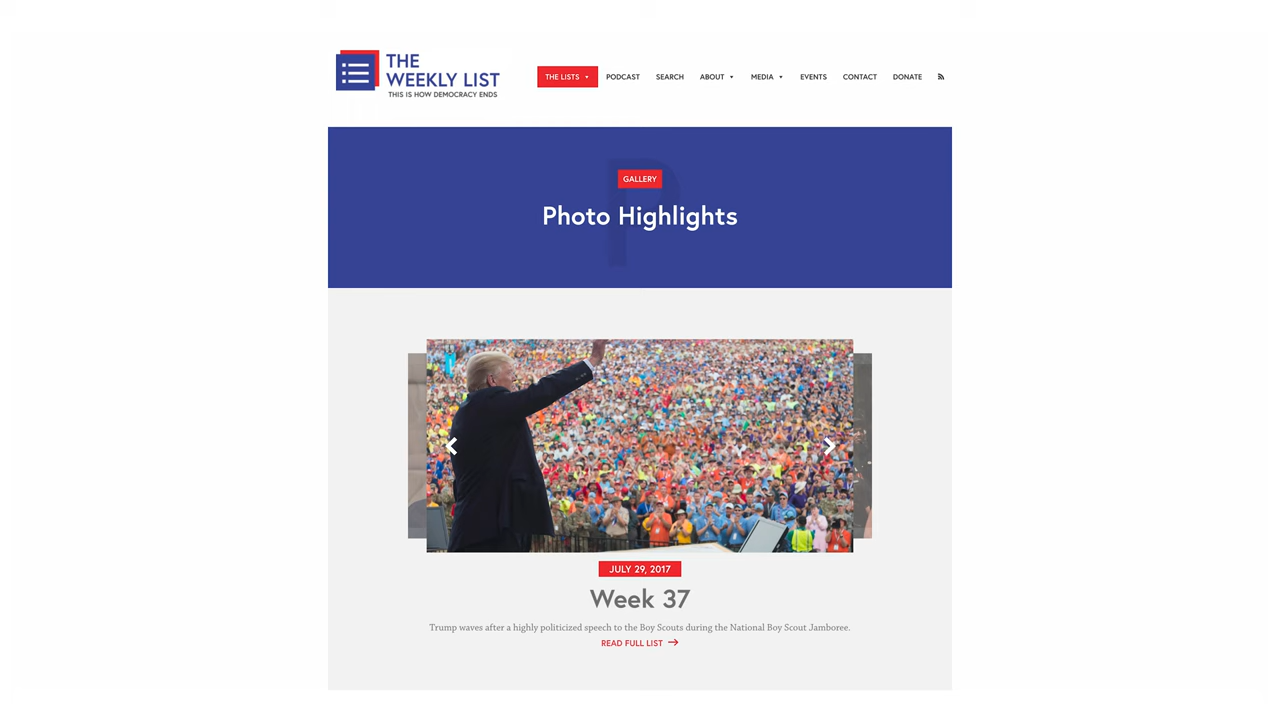 THE
WEEKLY LIST
THIS IS HOW DEMOCRACY ENDS
THE LISTS PODCAST SEARCH ABOUT MEDIA EVENTS CONTACT DONATE
GALLERY
P
Photo Highlights
JULY 29, 2017
Week 37
Trump waves after a highly politicized speech to the Boy Scouts during the National Boy Scout Jamboree.
READ FULL LIST